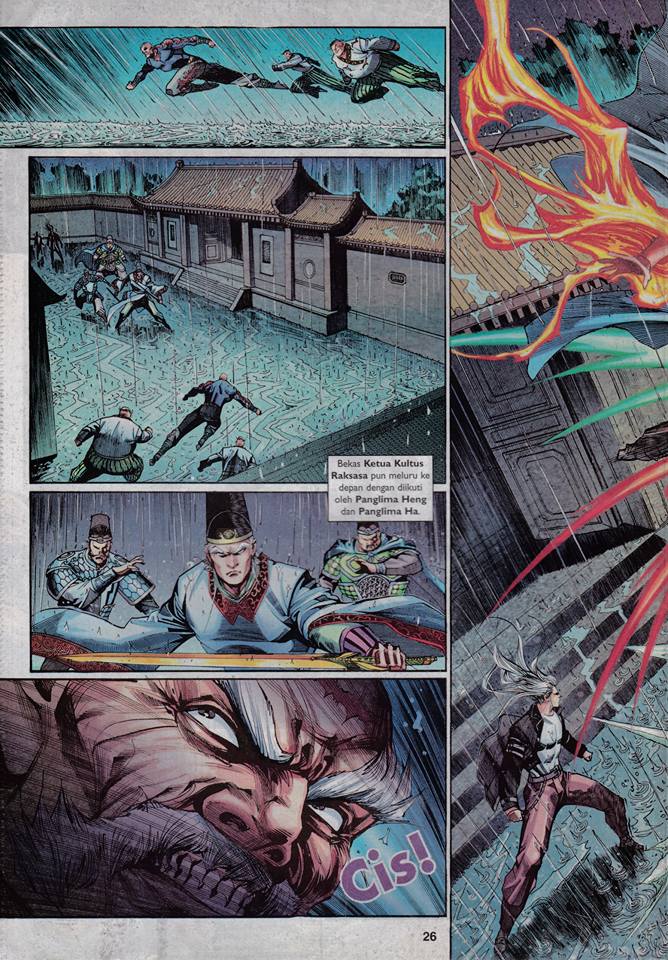 Bekas Ketua Kultus
Raksasa pun meluru ke
depan dengan diikuti
oleh Panglima Heng
dan Panglima Ha.
Cis!
26